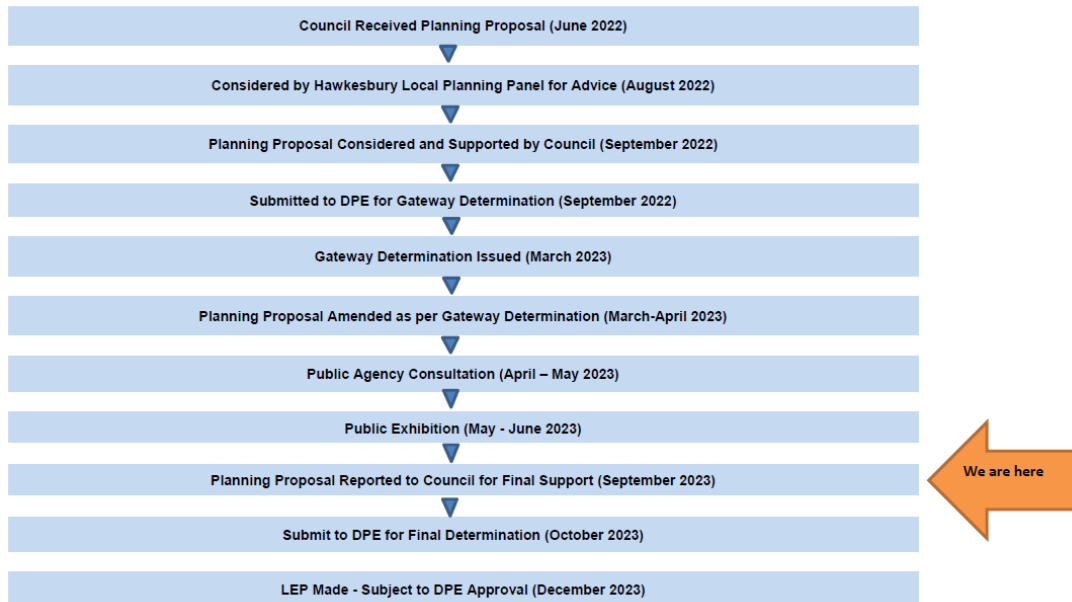 Council Received Planning Proposal (June 2022)
Considered by Hawkesbury Local Planning Panel for Advice (August 2022)
Planning Proposal Considered and Supported by Council (September 2022)
Submitted to DPE for Gateway Determination (September 2022)
Gateway Determination Issued (March 2023)
Planning Proposal Amended as per Gateway Determination (March-April 2023)
Public Agency Consultation (April – May 2023)
Public Exhibition (May - June 2023)
Planning Proposal Reported to Council for Final Support (September 2023)
We are here
Submit to DPE for Final Determination (October 2023)
LEP Made - Subject to DPE Approval (December 2023)